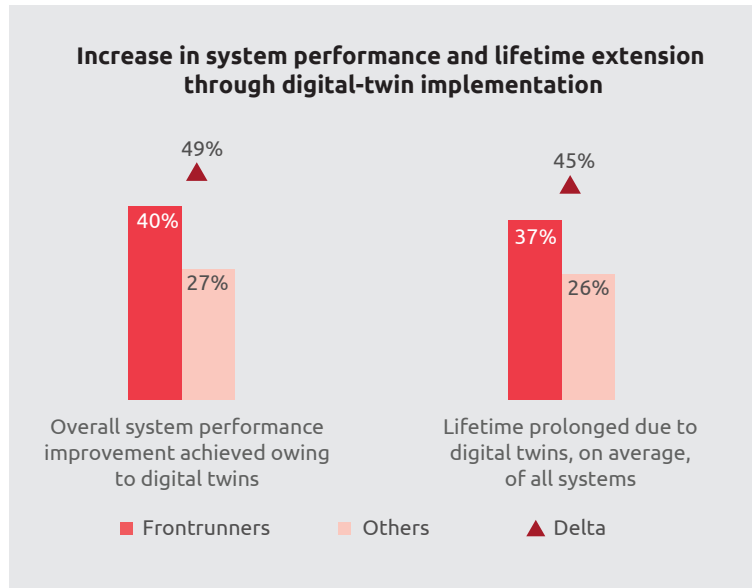 Increase in system performance and lifetime extension
through digital-twin implementation
49%
45%
40%
27%
37%
26%
Overall system performance
improvement achieved owing
to digital twins
Lifetime prolonged due to
digital twins, on average,
of all systems
Frontrunners
Others
Delta